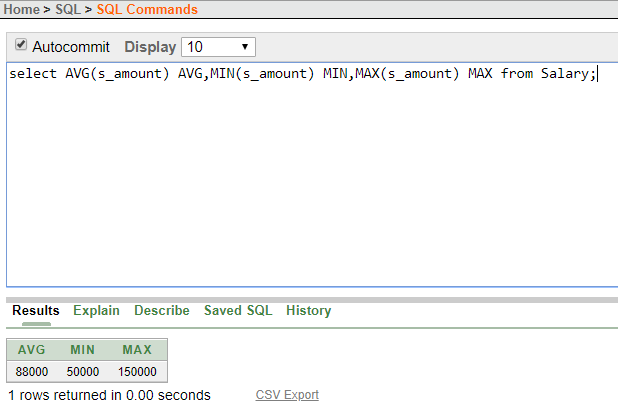 Home > SQL > SQL Commands
Autocommit Display 10
select AVG(s_amount) AVG,MIN(s_amount) MIN,MAX(s_amount) MAX from Salary;
Results Explain Describe Saved SQL History
AVG MIN MAX
88000 50000 150000
1 rows returned in 0.00 seconds CSV Export